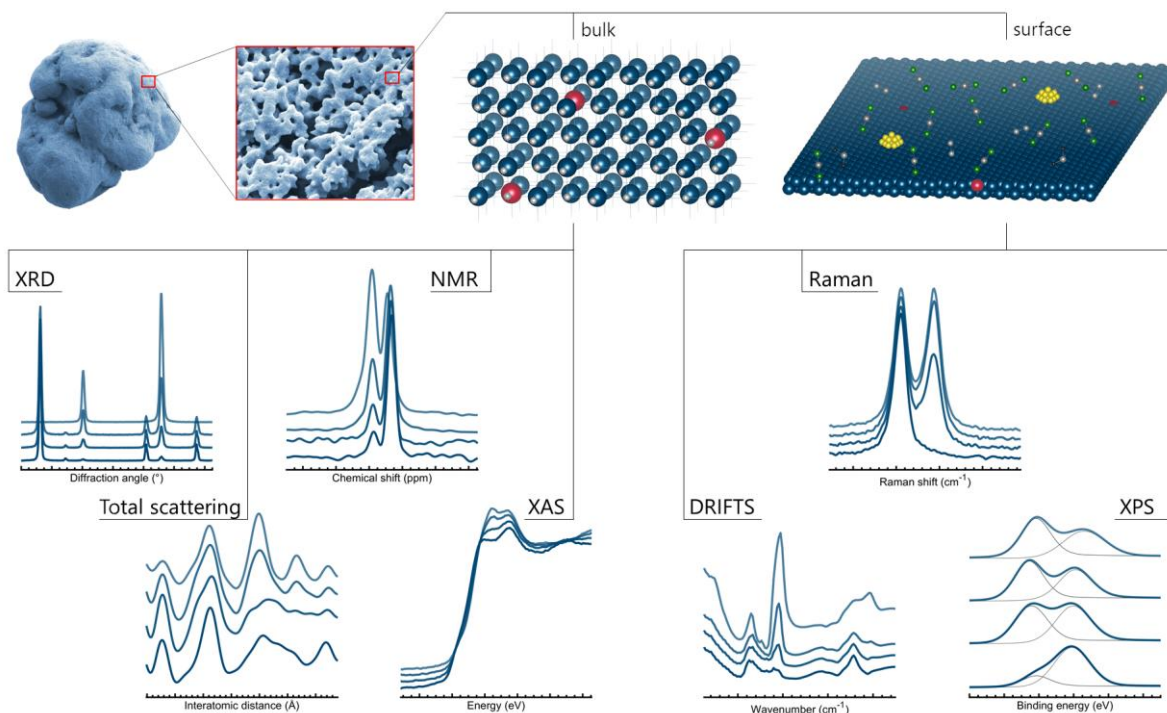 bulk
surface
XRD
NMR
Raman
Diffraction angle (°)
Chemical shift (ppm)
Raman shift (cm⁻¹)
Total scattering
XAS
DRIFTS
XPS
Interatomic distance (Å)
Energy (eV)
Wavenumber (cm⁻¹)
Binding energy (eV)